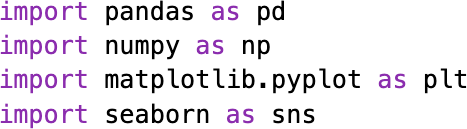 import pandas as pd
import numpy as np
import matplotlib.pyplot as plt
import seaborn as sns